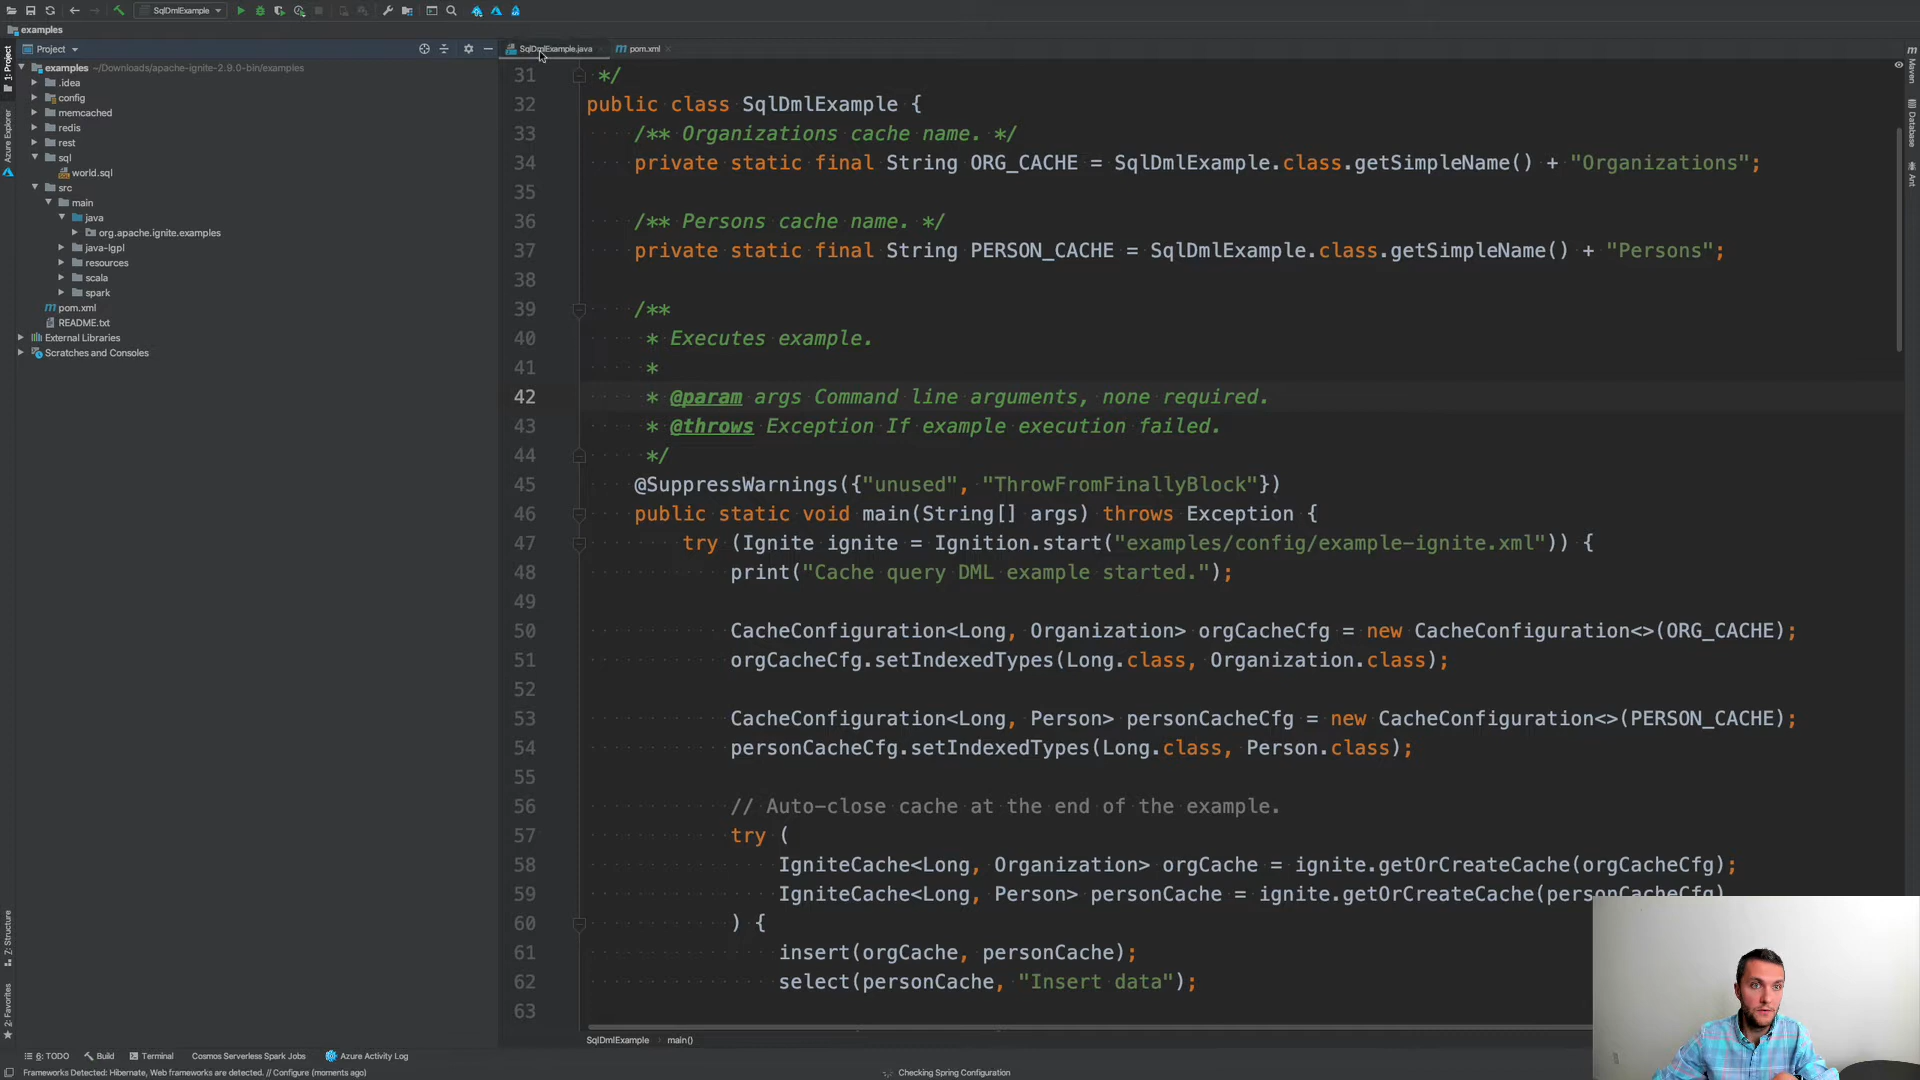 SqlDmlExample
examples
Project
SqlDmlExample.java
pom.xml
1: Project
Azure Explorer
Z: Structure
2: Favorites
Maven
Database
Ant
examples ~/Downloads/apache-ignite-2.9.0-bin/examples
.idea
config
memcached
redis
rest
sql
world.sql
src
main
java
org.apache.ignite.examples
java-lgpl
resources
scala
spark
pom.xml
README.txt
External Libraries
Scratches and Consoles
31 */
32 public class SqlDmlExample {
33 /** Organizations cache name. */
34 private static final String ORG_CACHE = SqlDmlExample.class.getSimpleName() + "Organizations";
35
36 /** Persons cache name. */
37 private static final String PERSON_CACHE = SqlDmlExample.class.getSimpleName() + "Persons";
38
39 /**
40 * Executes example.
41 *
42 * @param args Command line arguments, none required.
43 * @throws Exception If example execution failed.
44 */
45 @SuppressWarnings({"unused", "ThrowFromFinallyBlock"})
46 public static void main(String[] args) throws Exception {
47 try (Ignite ignite = Ignition.start("examples/config/example-ignite.xml")) {
48 print("Cache query DML example started.");
49
50 CacheConfiguration<Long, Organization> orgCacheCfg = new CacheConfiguration<>(ORG_CACHE);
51 orgCacheCfg.setIndexedTypes(Long.class, Organization.class);
52
53 CacheConfiguration<Long, Person> personCacheCfg = new CacheConfiguration<>(PERSON_CACHE);
54 personCacheCfg.setIndexedTypes(Long.class, Person.class);
55
56 // Auto-close cache at the end of the example.
57 try (
58 IgniteCache<Long, Organization> orgCache = ignite.getOrCreateCache(orgCacheCfg);
59 IgniteCache<Long, Person> personCache = ignite.getOrCreateCache(personCacheCfg)
60 ) {
61 insert(orgCache, personCache);
62 select(personCache, "Insert data");
63
SqlDmlExample main()
6: TODO Build Terminal Cosmos Serverless Spark Jobs Azure Activity Log
Frameworks Detected: Hibernate, Web frameworks are detected. // Configure (moments ago) Checking Spring Configuration